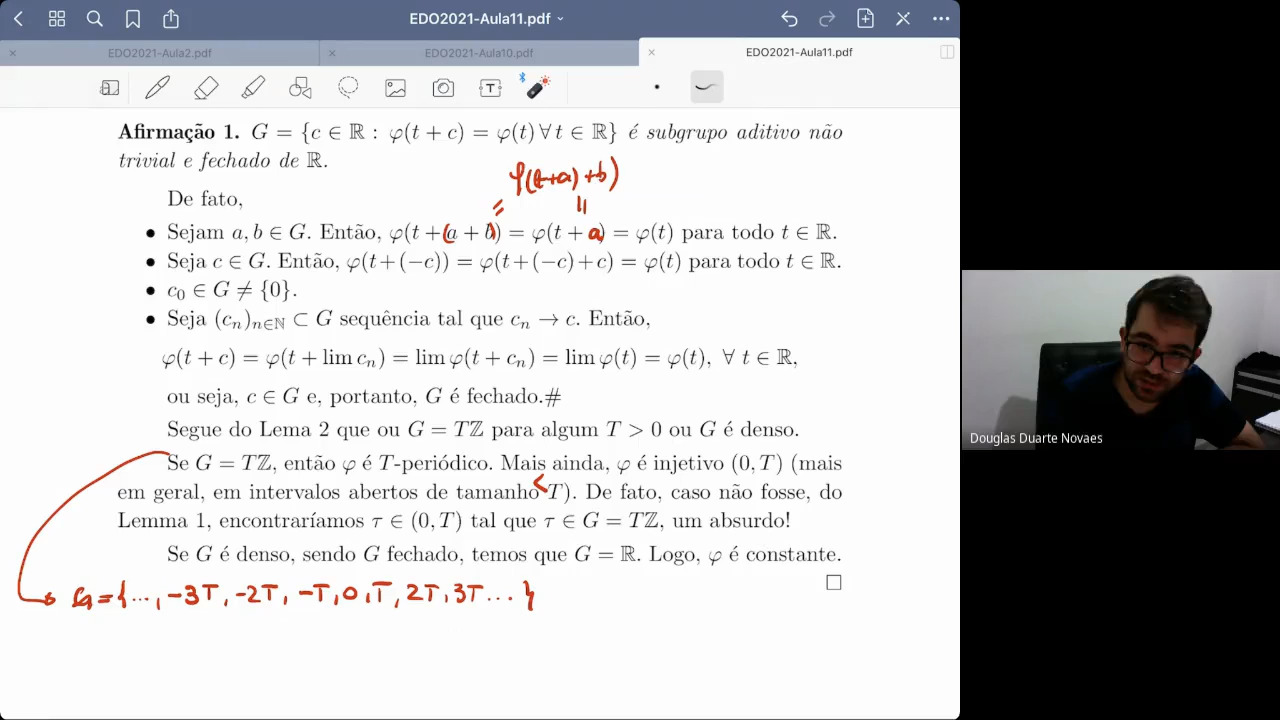 EDO2021-Aula11.pdf
EDO2021-Aula2.pdf
EDO2021-Aula10.pdf
EDO2021-Aula11.pdf
Afirmação 1. G = {c ∈ ℝ : φ(t + c) = φ(t) ∀ t ∈ ℝ} é subgrupo aditivo não
trivial e fechado de ℝ.
φ((t+a)+b)
= =
De fato,
• Sejam a, b ∈ G. Então, φ(t + (a + b)) = φ(t + a) = φ(t) para todo t ∈ ℝ.
• Seja c ∈ G. Então, φ(t+(−c)) = φ(t+(−c)+c) = φ(t) para todo t ∈ ℝ.
• c₀ ∈ G ≠ {0}.
• Seja (cₙ)ₙ∈ℕ ⊂ G sequência tal que cₙ → c. Então,
φ(t + c) = φ(t + lim cₙ) = lim φ(t + cₙ) = lim φ(t) = φ(t), ∀ t ∈ ℝ,
ou seja, c ∈ G e, portanto, G é fechado.#
Segue do Lema 2 que ou G = Tℤ para algum T > 0 ou G é denso.
Se G = Tℤ, então φ é T-periódico. Mais ainda, φ é injetivo (0, T) (mais
em geral, em intervalos abertos de tamanho < T). De fato, caso não fosse, do
Lemma 1, encontraríamos τ ∈ (0, T) tal que τ ∈ G = Tℤ, um absurdo!
Se G é denso, sendo G fechado, temos que G = ℝ. Logo, φ é constante.
□
G = {..., −3T, −2T, −T, 0, T, 2T, 3T ... }
Douglas Duarte Novaes